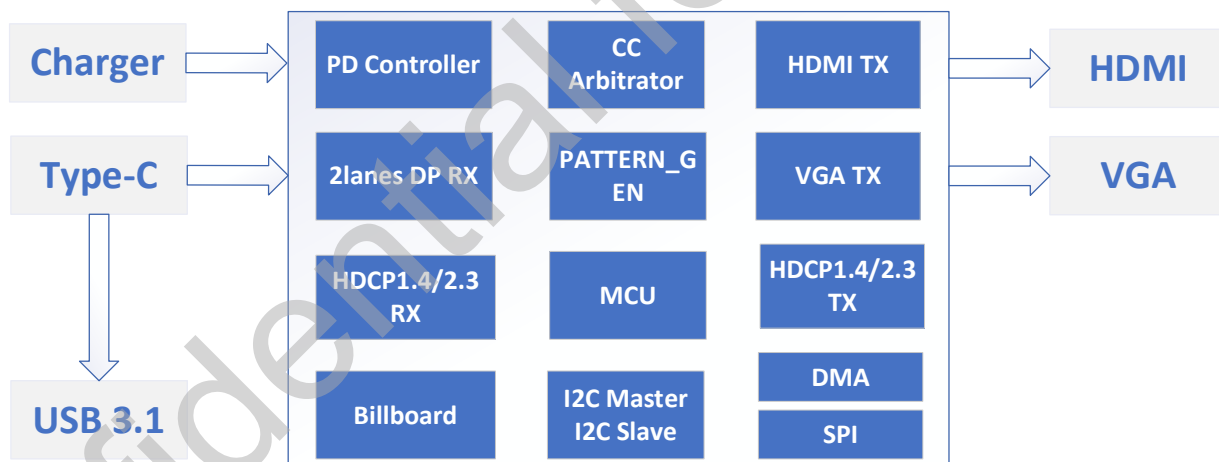 Charger
PD Controller
CC
Arbitrator
HDMI TX
HDMI
Type-C
2lanes DP RX
PATTERN_G
EN
VGA TX
VGA
HDCP1.4/2.3
RX
MCU
HDCP1.4/2.3
TX
USB 3.1
Billboard
I2C Master
I2C Slave
DMA
SPI